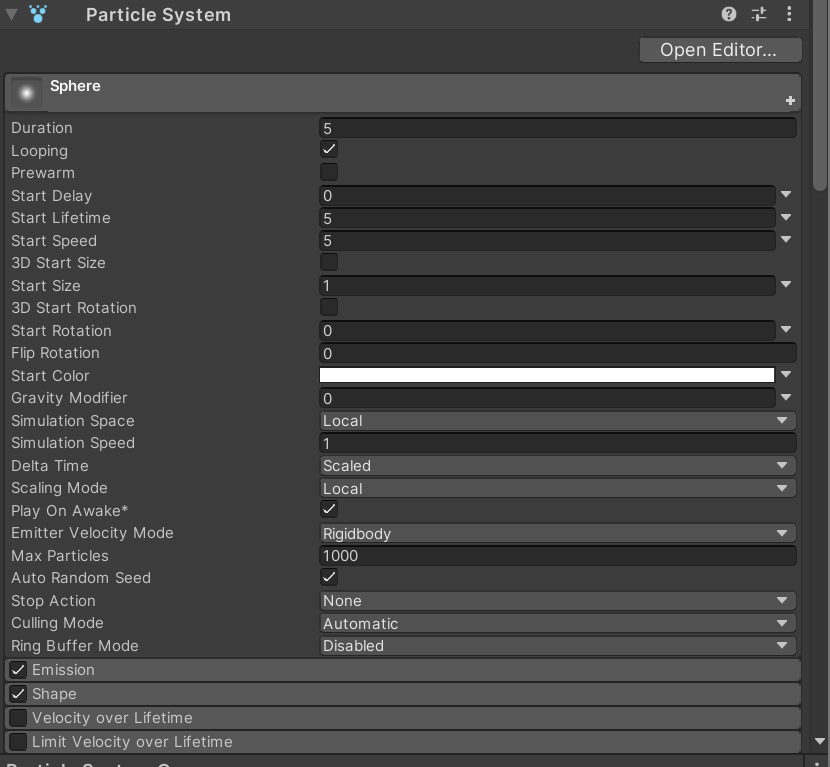 Particle System
Open Editor...
Sphere
Duration 5
Looping
Prewarm
Start Delay 0
Start Lifetime 5
Start Speed 5
3D Start Size
Start Size 1
3D Start Rotation
Start Rotation 0
Flip Rotation 0
Start Color
Gravity Modifier 0
Simulation Space Local
Simulation Speed 1
Delta Time Scaled
Scaling Mode Local
Play On Awake*
Emitter Velocity Mode Rigidbody
Max Particles 1000
Auto Random Seed
Stop Action None
Culling Mode Automatic
Ring Buffer Mode Disabled
Emission
Shape
Velocity over Lifetime
Limit Velocity over Lifetime